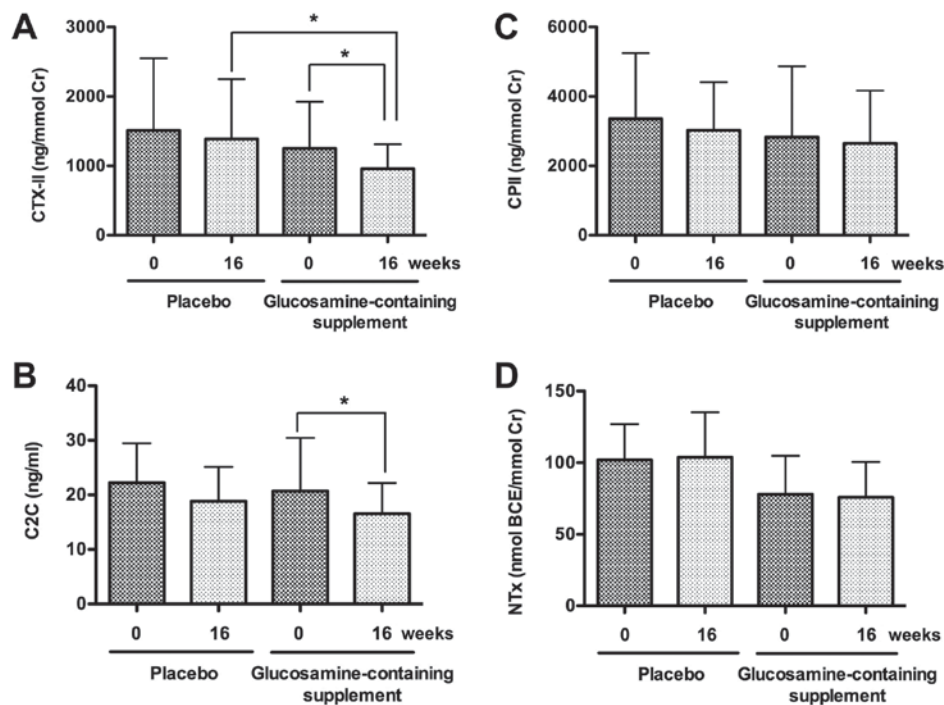 A
CTX-II (ng/mmol Cr)
3000
2000
1000
0
*
*
0 16 0 16 weeks
Placebo Glucosamine-containing
supplement
C
CPII (ng/mmol Cr)
6000
4000
2000
0
0 16 0 16 weeks
Placebo Glucosamine-containing
supplement
B
C2C (ng/ml)
40
30
20
10
0
*
0 16 0 16 weeks
Placebo Glucosamine-containing
supplement
D
NTx (nmol BCE/mmol Cr)
150
100
50
0
0 16 0 16 weeks
Placebo Glucosamine-containing
supplement